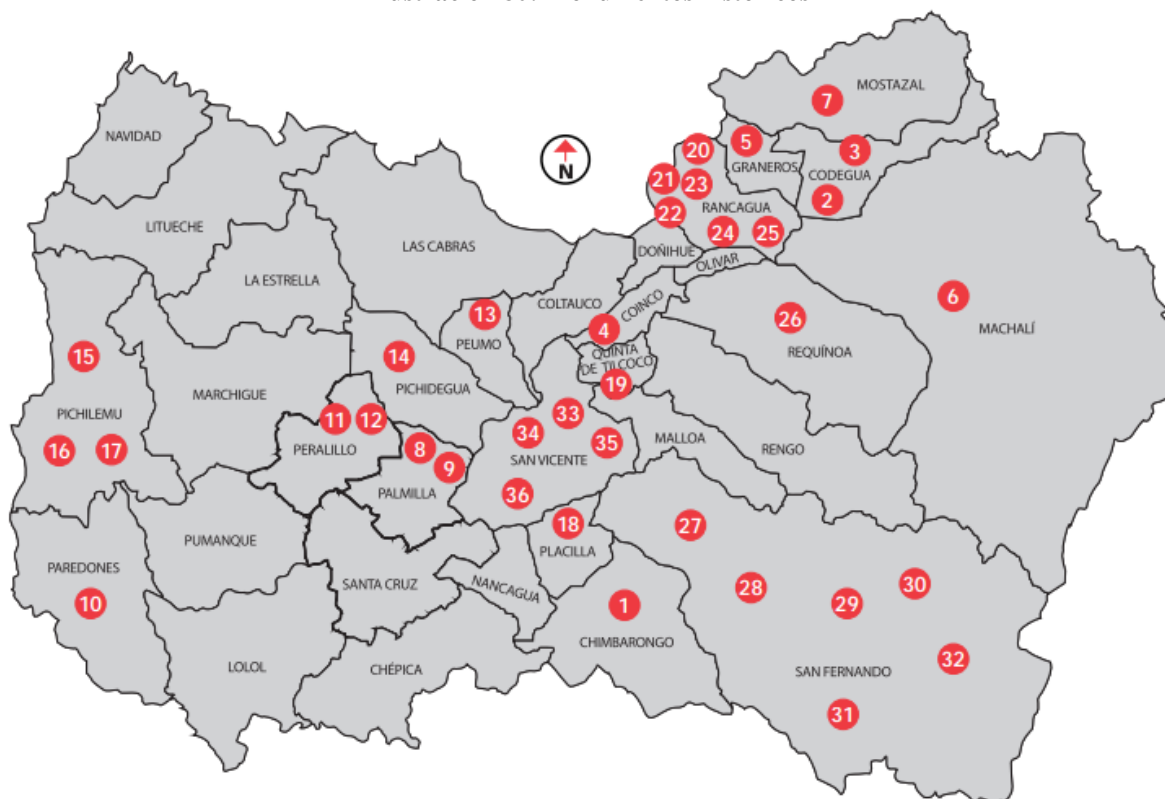 MOSTAZAL
7
NAVIDAD
5
20
3
GRANEROS
CODEGUA
21
23
2
N
RANCAGUA
22
LITUECHE
24
25
LAS CABRAS
DOÑIHUE
OLIVAR
LA ESTRELLA
6
COLTAUCO
COINCO
13
26
MACHALÍ
4
PEUMO
REQUÍNOA
15
14
QUINTA
DE TILCOCO
19
PICHIDEGUA
MARCHIGUE
PICHILEMU
11
12
33
34
35
MALLOA
16
17
PERALILLO
8
9
SAN VICENTE
RENGO
PALMILLA
36
18
27
PUMANQUE
PLACILLA
PAREDONES
SANTA CRUZ
NANCAGUA
28
30
10
1
29
CHIMBARONGO
LOLOL
CHÉPICA
SAN FERNANDO
32
31